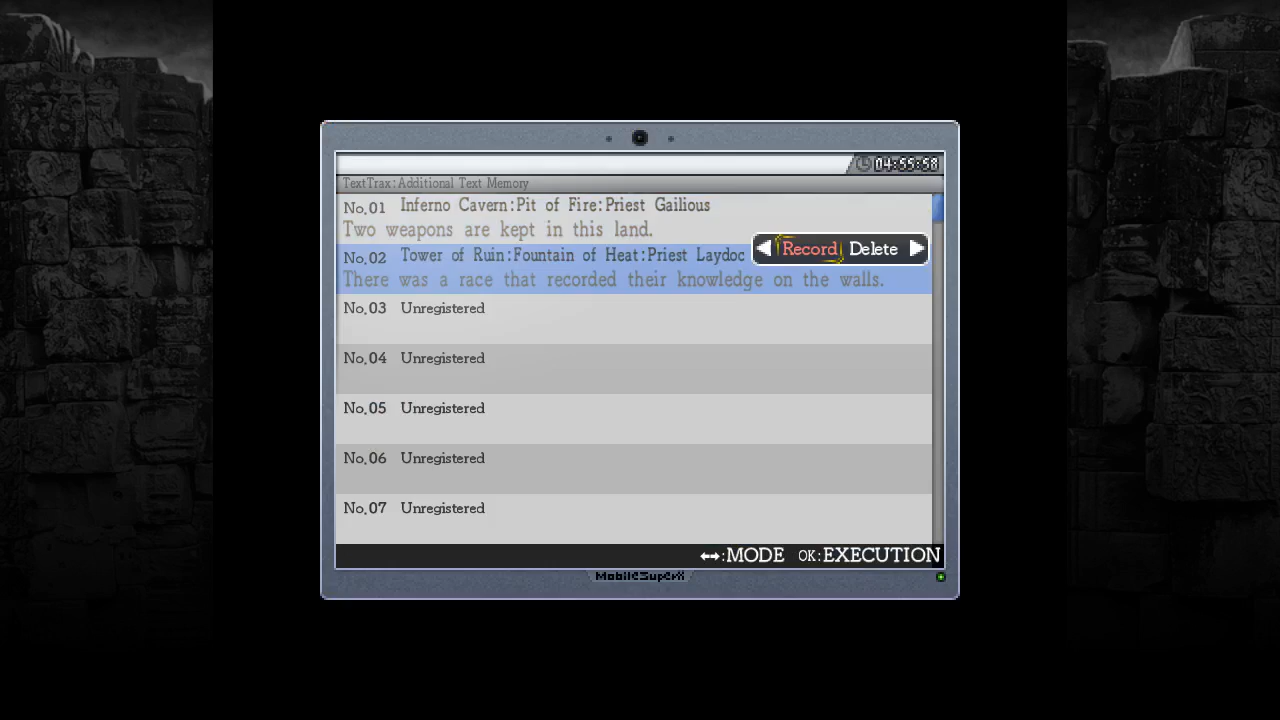 04:55:58
TextTrax:Additional Text Memory
No.01 Inferno Cavern:Pit of Fire:Priest Gailious
Two weapons are kept in this land.
No.02 Tower of Ruin:Fountain of Heat:Priest Laydoc
Record Delete
There was a race that recorded their knowledge on the walls.
No.03 Unregistered
No.04 Unregistered
No.05 Unregistered
No.06 Unregistered
No.07 Unregistered
↔:MODE OK:EXECUTION
MobileSuperX